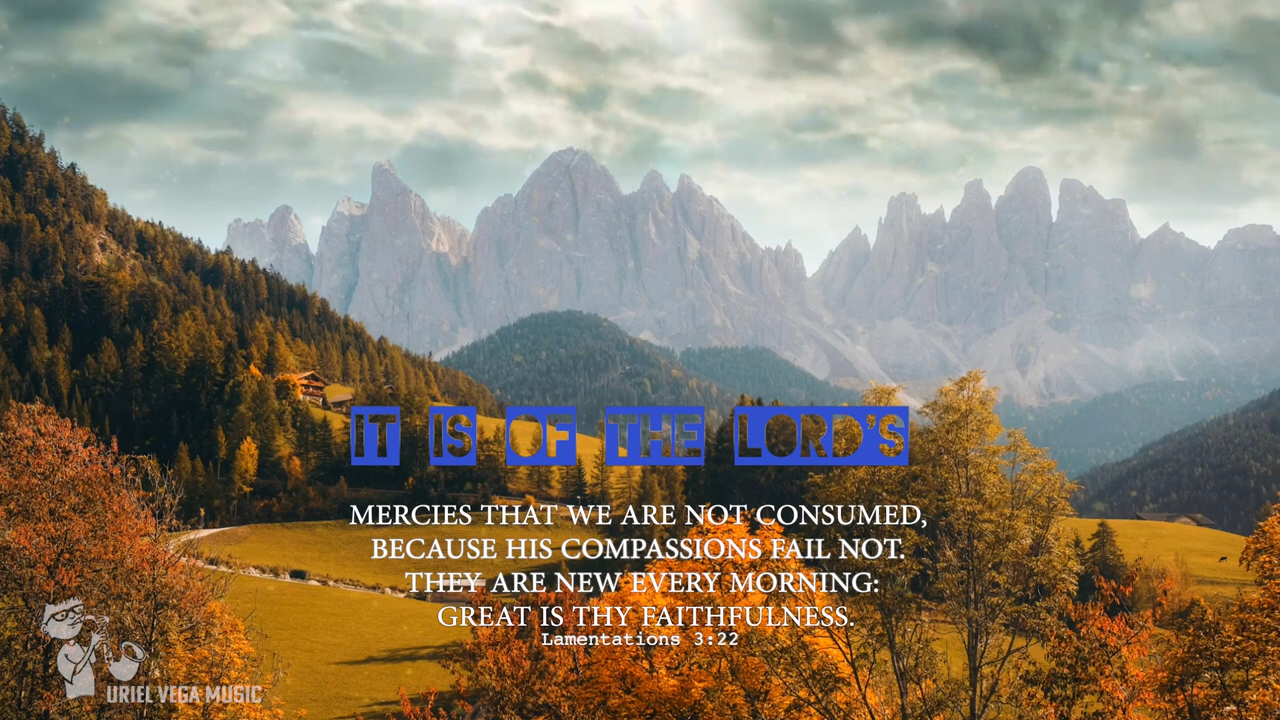 IT IS OF THE LORD'S
MERCIES THAT WE ARE NOT CONSUMED,
BECAUSE HIS COMPASSIONS FAIL NOT.
THEY ARE NEW EVERY MORNING:
GREAT IS THY FAITHFULNESS.
Lamentations 3:22
URIEL VEGA MUSIC